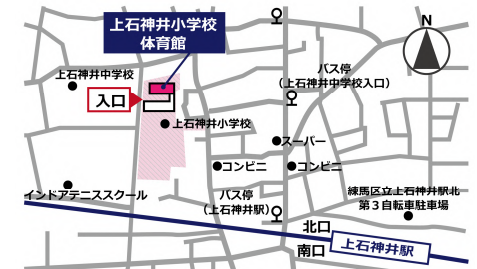 上石神井小学校
体育館
N
上石神井中学校
バス停
（上石神井中学校入口）
入口
上石神井小学校
スーパー
コンビニ
コンビニ
インドアテニススクール
バス停
（上石神井駅）
練馬区立上石神井駅北
第３自転車駐車場
北口
南口
上石神井駅